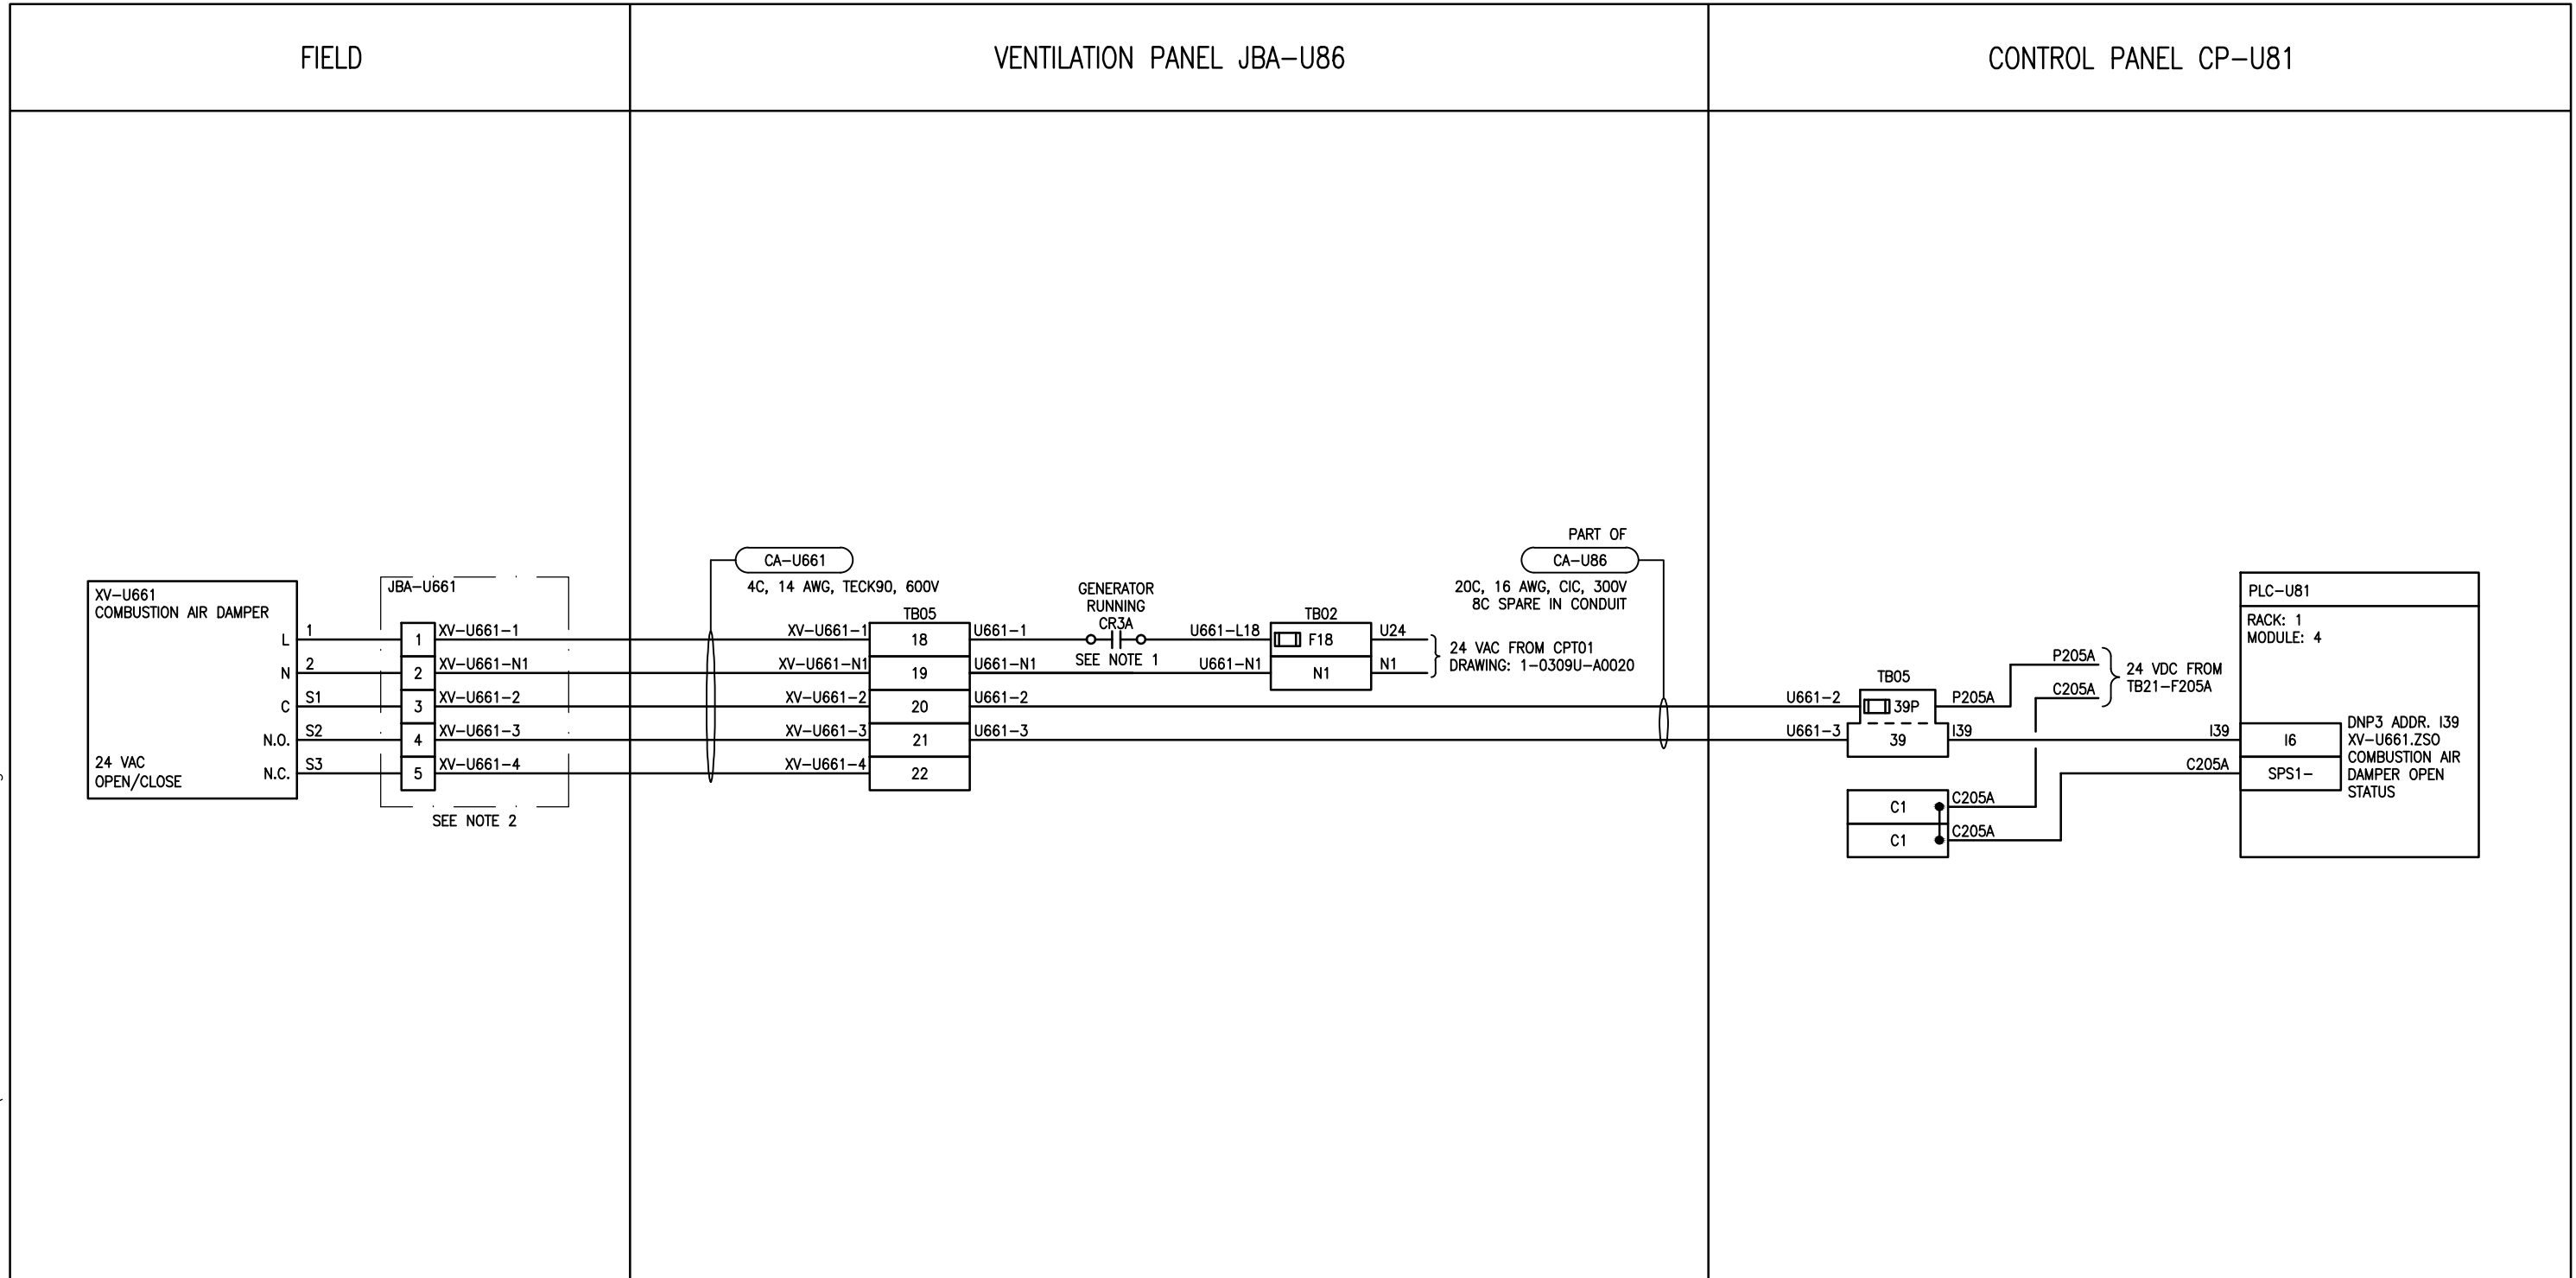 FIELD
VENTILATION PANEL JBA-U86
CONTROL PANEL CP-U81
XV-U661
COMBUSTION AIR DAMPER
L
N
C
N.O.
N.C.
24 VAC
OPEN/CLOSE
1
2
S1
S2
S3
JBA-U661
1
2
3
4
5
XV-U661-1
XV-U661-N1
XV-U661-2
XV-U661-3
XV-U661-4
SEE NOTE 2
CA-U661
4C, 14 AWG, TECK90, 600V
XV-U661-1
XV-U661-N1
XV-U661-2
XV-U661-3
XV-U661-4
TB05
18
19
20
21
22
U661-1
U661-N1
U661-2
U661-3
GENERATOR
RUNNING
CR3A
SEE NOTE 1
U661-L18
U661-N1
TB02
F18
N1
U24
N1
24 VAC FROM CPT01
DRAWING: 1-0309U-A0020
PART OF
CA-U86
20C, 16 AWG, CIC, 300V
8C SPARE IN CONDUIT
U661-2
U661-3
TB05
39P
39
P205A
I39
P205A
C205A
24 VDC FROM
TB21-F205A
C1
C1
C205A
C205A
I39
C205A
PLC-U81
RACK: 1
MODULE: 4
I6
SPS1-
DNP3 ADDR. I39
XV-U661.ZSO
COMBUSTION AIR
DAMPER OPEN
STATUS